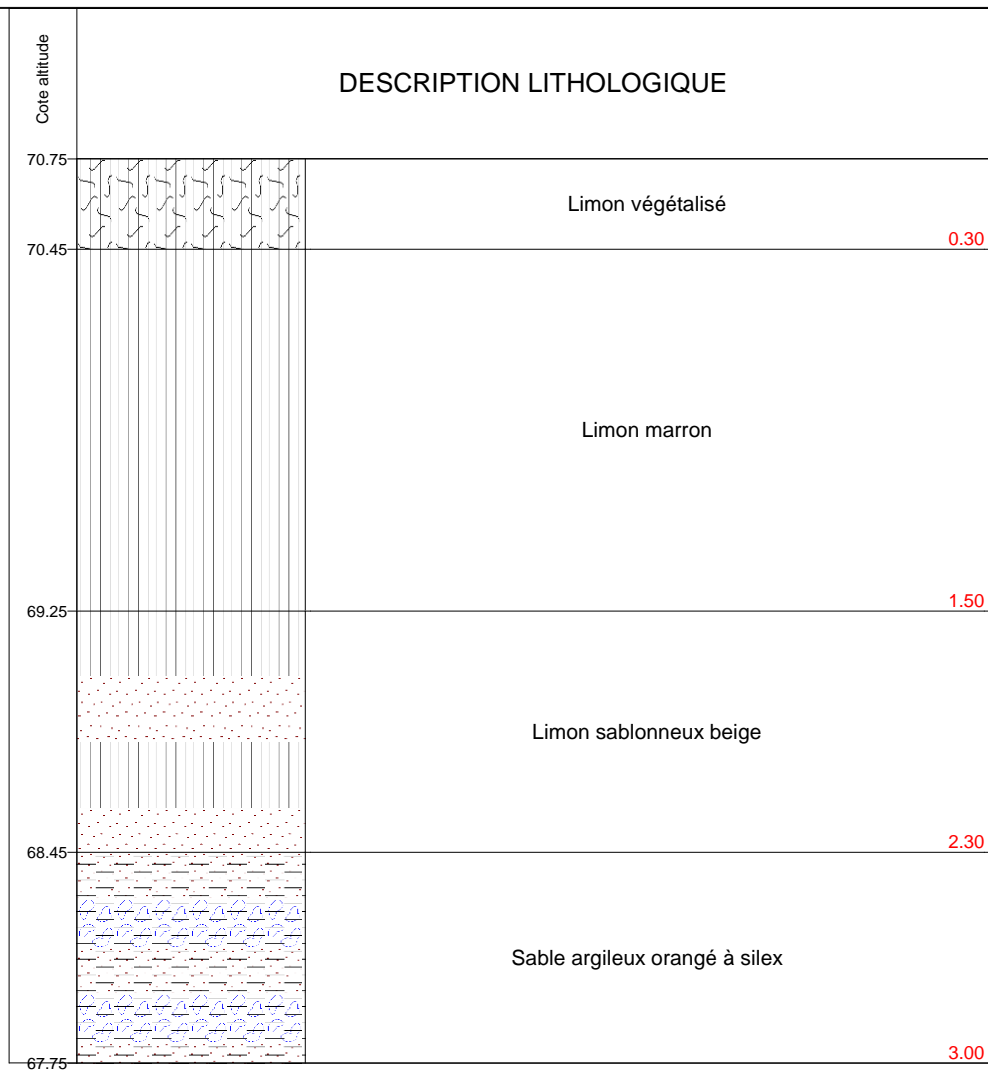 Cote altitude
DESCRIPTION LITHOLOGIQUE
70.75
Limon végétalisé
0.30
70.45
Limon marron
1.50
69.25
Limon sablonneux beige
2.30
68.45
Sable argileux orangé à silex
3.00
67.75